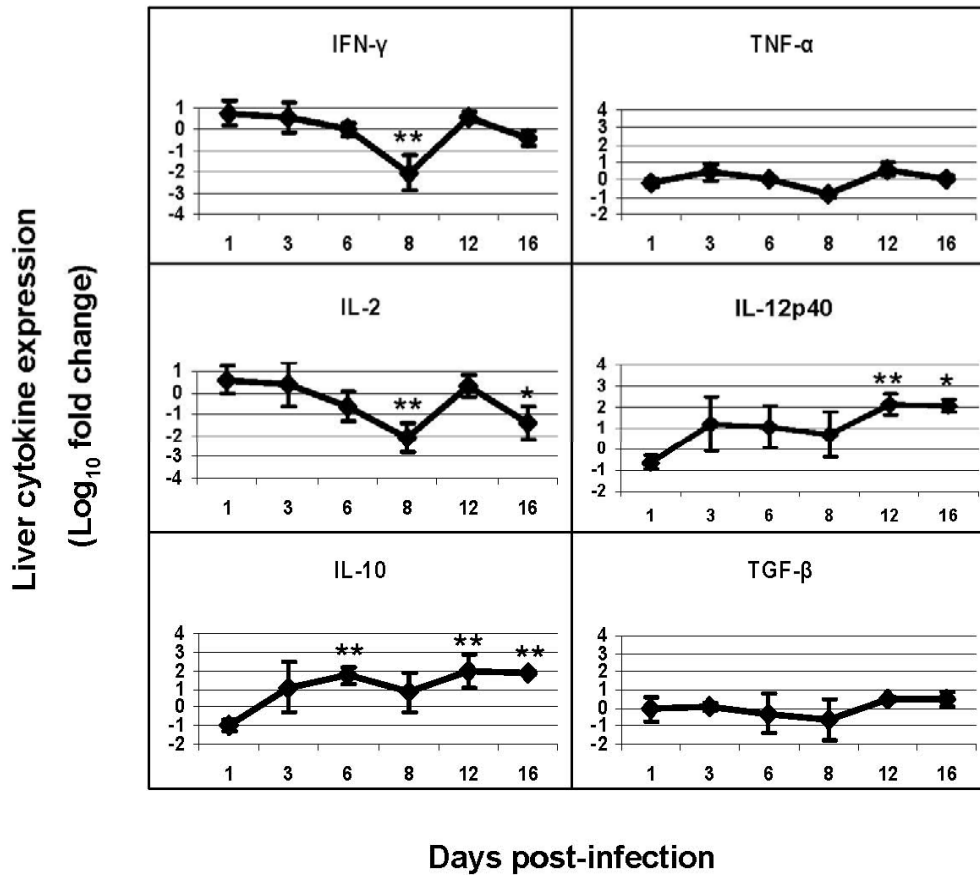 Liver cytokine expression
(Log₁₀ fold change)
IFN-γ
1
0
-1
-2
-3
-4
**
1 3 6 8 12 16
TNF-α
4
3
2
1
0
-1
-2
1 3 6 8 12 16
IL-2
1
0
-1
-2
-3
-4
** *
1 3 6 8 12 16
IL-12p40
4
3
2
1
0
-1
-2
** *
1 3 6 8 12 16
IL-10
4
3
2
1
0
-1
-2
** ** **
1 3 6 8 12 16
TGF-β
4
3
2
1
0
-1
-2
1 3 6 8 12 16
Days post-infection